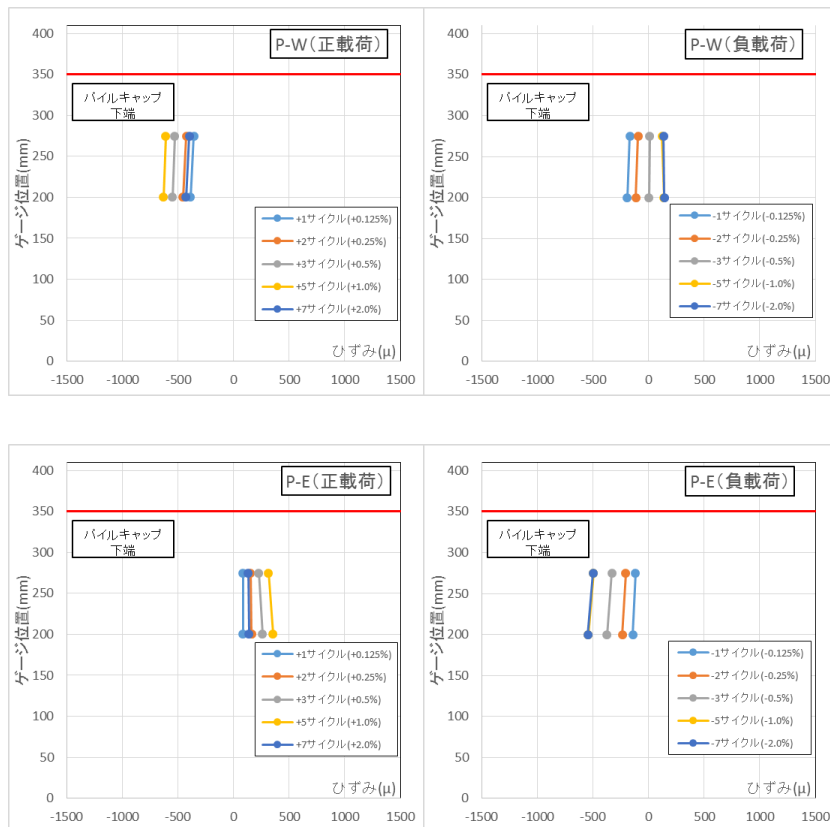 P-W(正載荷)
400
350
300
250
200
150
100
50
0
ゲージ位置(mm)
パイルキャップ
下端
+1サイクル(+0.125%)
+2サイクル(+0.25%)
+3サイクル(+0.5%)
+5サイクル(+1.0%)
+7サイクル(+2.0%)
ひずみ(μ)
-1500 -1000 -500 0 500 1000 1500
P-W(負載荷)
400
350
300
250
200
150
100
50
0
パイルキャップ
下端
-1サイクル(-0.125%)
-2サイクル(-0.25%)
-3サイクル(-0.5%)
-5サイクル(-1.0%)
-7サイクル(-2.0%)
ひずみ(μ)
-1500 -1000 -500 0 500 1000 1500
P-E(正載荷)
400
350
300
250
200
150
100
50
0
ゲージ位置(mm)
パイルキャップ
下端
+1サイクル(+0.125%)
+2サイクル(+0.25%)
+3サイクル(+0.5%)
+5サイクル(+1.0%)
+7サイクル(+2.0%)
ひずみ(μ)
-1500 -1000 -500 0 500 1000 1500
P-E(負載荷)
400
350
300
250
200
150
100
50
0
パイルキャップ
下端
-1サイクル(-0.125%)
-2サイクル(-0.25%)
-3サイクル(-0.5%)
-5サイクル(-1.0%)
-7サイクル(-2.0%)
ひずみ(μ)
-1500 -1000 -500 0 500 1000 1500